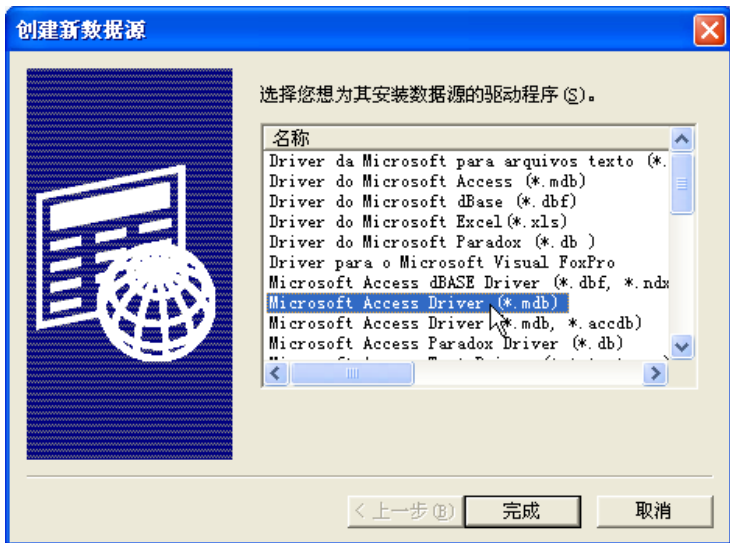 创建新数据源
选择您想为其安装数据源的驱动程序(S)。
名称
Driver da Microsoft para arquivos texto (*.
Driver do Microsoft Access (*.mdb)
Driver do Microsoft dBase (*.dbf)
Driver do Microsoft Excel(*.xls)
Driver do Microsoft Paradox (*.db )
Driver para o Microsoft Visual FoxPro
Microsoft Access dBASE Driver (*.dbf, *.ndx
Microsoft Access Driver (*.mdb)
Microsoft Access Driver (*.mdb, *.accdb)
Microsoft Access Paradox Driver (*.db)
<上一步(B) 完成 取消